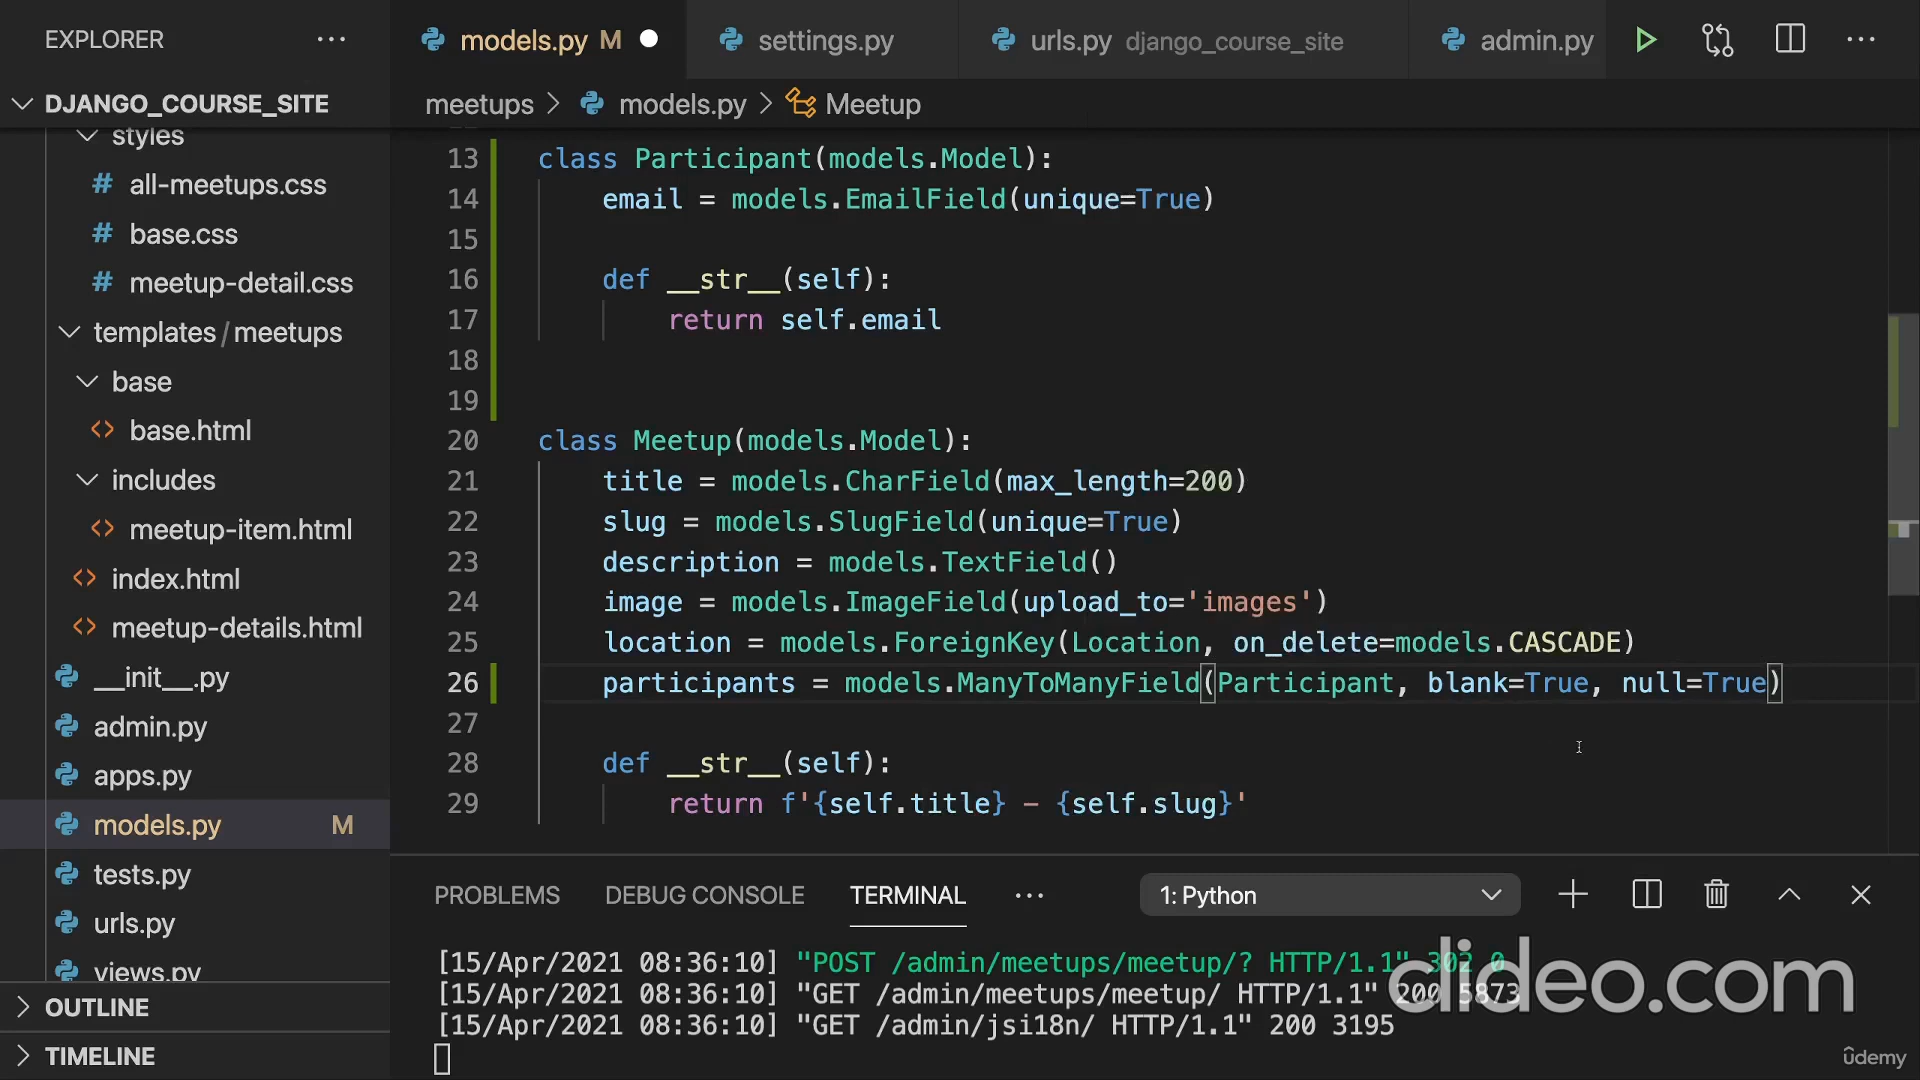 EXPLORER
DJANGO_COURSE_SITE
styles
# all-meetups.css
# base.css
# meetup-detail.css
templates/meetups
base
<> base.html
includes
<> meetup-item.html
<> index.html
<> meetup-details.html
__init__.py
admin.py
apps.py
models.py M
tests.py
urls.py
views.py
OUTLINE
TIMELINE
models.py M
settings.py
urls.py django_course_site
admin.py
meetups > models.py > Meetup
13 class Participant(models.Model):
14 email = models.EmailField(unique=True)
15
16 def __str__(self):
17 return self.email
18
19
20 class Meetup(models.Model):
21 title = models.CharField(max_length=200)
22 slug = models.SlugField(unique=True)
23 description = models.TextField()
24 image = models.ImageField(upload_to='images')
25 location = models.ForeignKey(Location, on_delete=models.CASCADE)
26 participants = models.ManyToManyField(Participant, blank=True, null=True)
27
28 def __str__(self):
29 return f'{self.title} - {self.slug}'
PROBLEMS DEBUG CONSOLE TERMINAL
1: Python
[15/Apr/2021 08:36:10] "POST /admin/meetups/meetup/? HTTP/1.1" 302 0
[15/Apr/2021 08:36:10] "GET /admin/meetups/meetup/ HTTP/1.1" 200 5873
[15/Apr/2021 08:36:10] "GET /admin/jsi18n/ HTTP/1.1" 200 3195
clideo.com
ûdemy